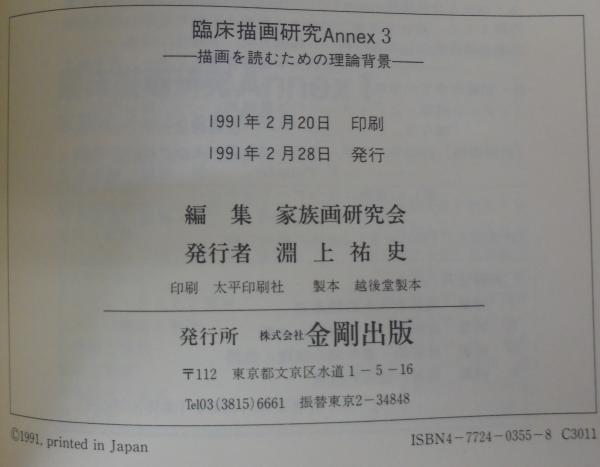 臨床描画研究Annex 3
――描画を読むための理論背景――
1991年2月20日 印刷
1991年2月28日 発行
編 集 家族画研究会
発行者 淵 上 祐 史
印刷 太平印刷社 製本 越後堂製本
発行所 株式会社 金剛出版
〒112 東京都文京区水道1-5-16
Tel03(3815)6661 振替東京2-34848
©1991, printed in Japan
ISBN4-7724-0355-8 C3011